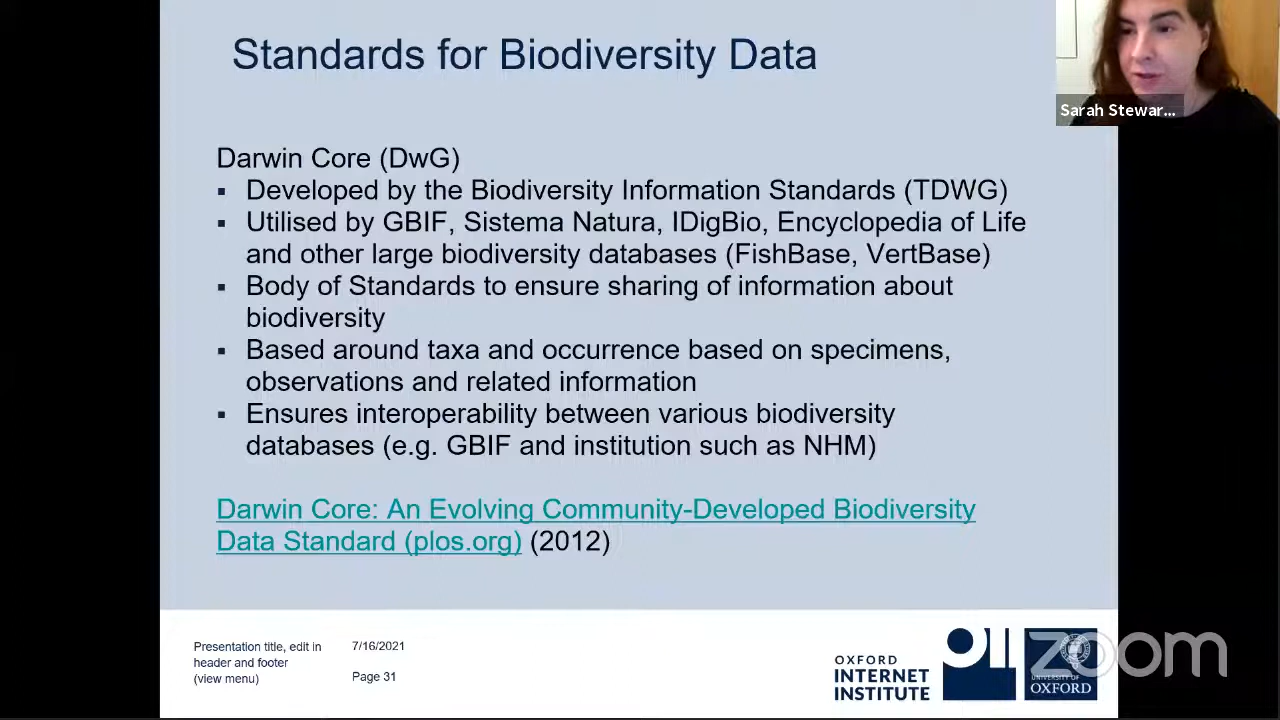 Standards for Biodiversity Data
Sarah Stewar...
Darwin Core (DwG)
▪ Developed by the Biodiversity Information Standards (TDWG)
▪ Utilised by GBIF, Sistema Natura, IDigBio, Encyclopedia of Life
and other large biodiversity databases (FishBase, VertBase)
▪ Body of Standards to ensure sharing of information about
biodiversity
▪ Based around taxa and occurrence based on specimens,
observations and related information
▪ Ensures interoperability between various biodiversity
databases (e.g. GBIF and institution such as NHM)
Darwin Core: An Evolving Community-Developed Biodiversity
Data Standard (plos.org) (2012)
Presentation title, edit in
header and footer
(view menu)
7/16/2021
Page 31
OXFORD
INTERNET
INSTITUTE
OII
UNIVERSITY OF
OXFORD
zoom